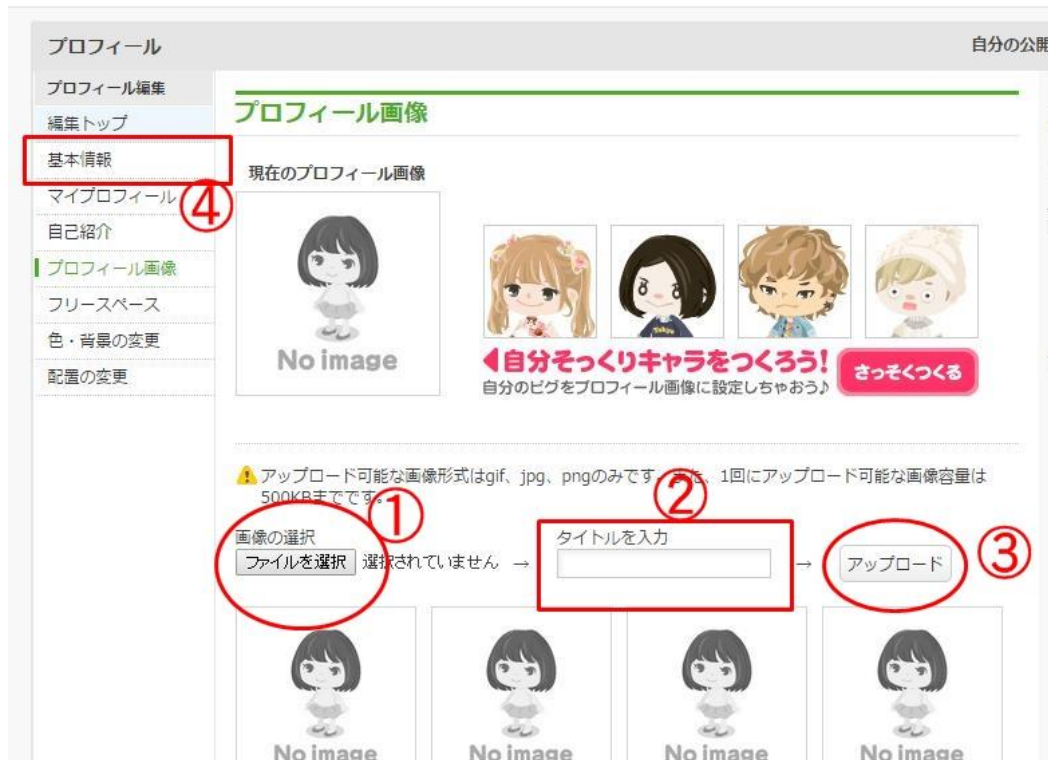 プロフィール
自分の公開
プロフィール編集
編集トップ
基本情報
④
マイプロフィール
自己紹介
プロフィール画像
フリースペース
色・背景の変更
配置の変更
プロフィール画像
現在のプロフィール画像
No image
Tokyo
自分そっくりキャラをつくろう!
自分のピグをプロフィール画像に設定しちゃおう♪
さっそくつくる
アップロード可能な画像形式はgif、jpg、pngのみです。また、1回にアップロード可能な画像容量は
500KBまでです。
①
②
③
画像の選択
ファイルを選択 選択されていません →
タイトルを入力
→
アップロード
No image
No image
No image
No image